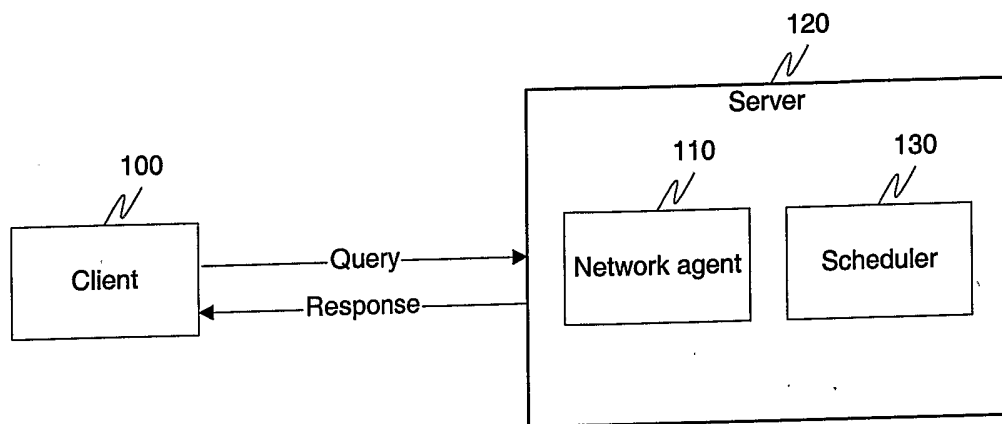 120
Server
100
110
130
Client
Query
Response
Network agent
Scheduler